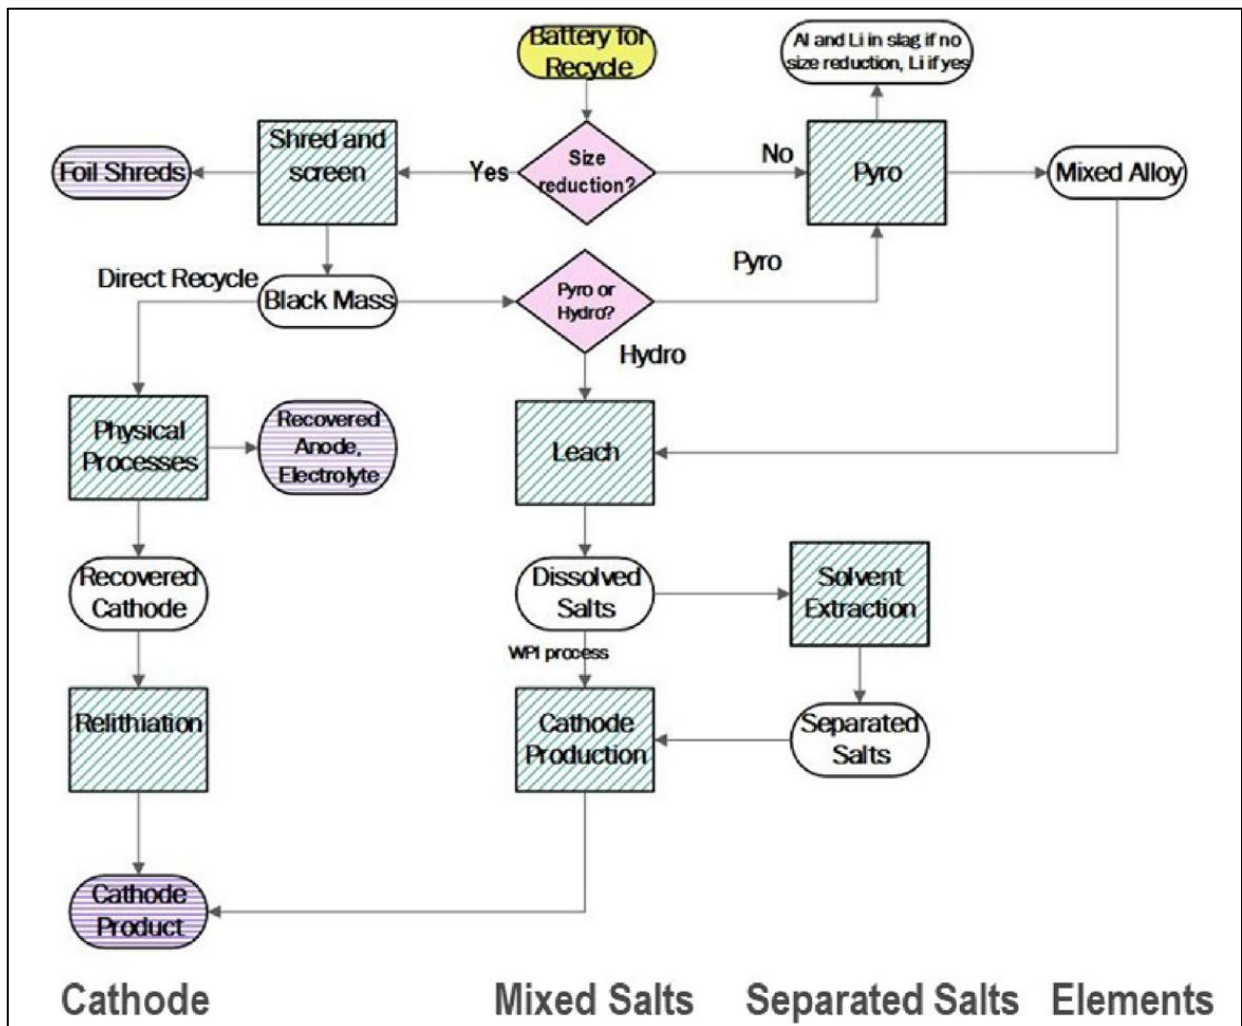 Battery for
Recycle
Al and Li in slag if no
size reduction, Li if yes
Shred and
screen
Foil Shreds
Yes
Size
reduction?
No
Pyro
Mixed Alloy
Direct Recycle
Black Mass
Pyro or
Hydro?
Pyro
Hydro
Physical
Processes
Recovered
Anode,
Electrolyte
Leach
Recovered
Cathode
Dissolved
Salts
Solvent
Extraction
WPI process
Relithiation
Cathode
Production
Separated
Salts
Cathode
Product
Cathode
Mixed Salts
Separated Salts
Elements